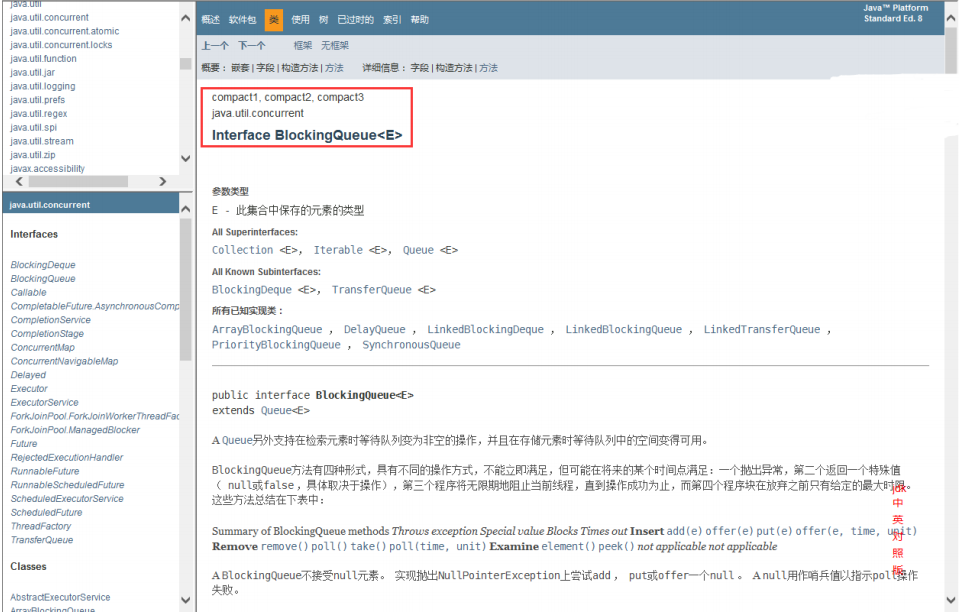 java.util
java.util.concurrent
java.util.concurrent.atomic
java.util.concurrent.locks
java.util.function
java.util.jar
java.util.logging
java.util.prefs
java.util.regex
java.util.spi
java.util.stream
java.util.zip
javax.accessibility
java.util.concurrent
Interfaces
BlockingDeque
BlockingQueue
Callable
CompletableFuture.AsynchronousComp
CompletionService
CompletionStage
ConcurrentMap
ConcurrentNavigableMap
Delayed
Executor
ExecutorService
ForkJoinPool.ForkJoinWorkerThreadFac
ForkJoinPool.ManagedBlocker
Future
RejectedExecutionHandler
RunnableFuture
RunnableScheduledFuture
ScheduledExecutorService
ScheduledFuture
ThreadFactory
TransferQueue
Classes
AbstractExecutorService
ArrayBlockingQueue
概述 软件包 类 使用 树 已过时的 索引 帮助
Java™ Platform
Standard Ed. 8
上一个 下一个 框架 无框架
概要： 嵌套 | 字段 | 构造方法 | 方法 详细信息： 字段 | 构造方法 | 方法
compact1, compact2, compact3
java.util.concurrent
Interface BlockingQueue<E>
参数类型
E - 此集合中保存的元素的类型
All Superinterfaces:
Collection <E>， Iterable <E>， Queue <E>
All Known Subinterfaces:
BlockingDeque <E>， TransferQueue <E>
所有已知实现类：
ArrayBlockingQueue ， DelayQueue ， LinkedBlockingDeque ， LinkedBlockingQueue ， LinkedTransferQueue ，
PriorityBlockingQueue ， SynchronousQueue
public interface BlockingQueue<E>
extends Queue<E>
A Queue另外支持在检索元素时等待队列变为非空的操作，并且在存储元素时等待队列中的空间变得可用。
BlockingQueue方法有四种形式，具有不同的操作方式，不能立即满足，但可能在将来的某个时间点满足：一个抛出异常，第二个返回一个特殊值
（ null或false ，具体取决于操作），第三个程序将无限期地阻止当前线程，直到操作成功为止，而第四个程序块在放弃之前只有给定的最大时限。
这些方法总结在下表中：
Summary of BlockingQueue methods Throws exception Special value Blocks Times out Insert add(e) offer(e) put(e) offer(e, time, unit)
Remove remove() poll() take() poll(time, unit) Examine element() peek() not applicable not applicable
A BlockingQueue不接受null元素。 实现抛出NullPointerException上尝试add ， put或offer一个null 。 A null用作哨兵值以指示poll操作
失败。
jdk
中
英
对
照
版